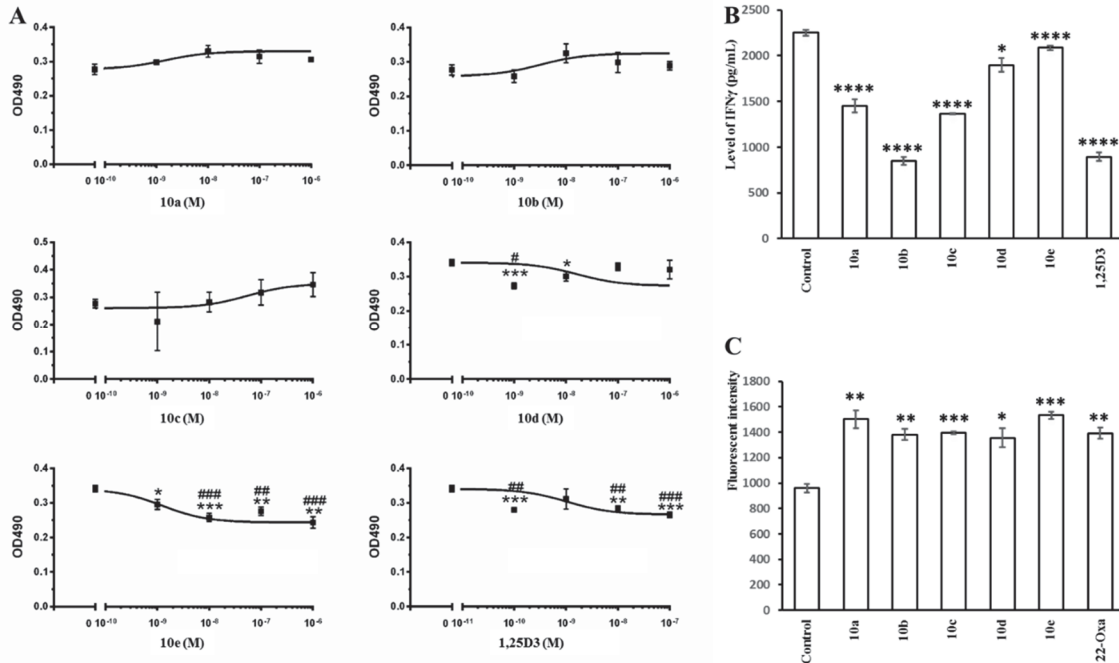 A
0.4
0.3
0.2
0.1
0.0
OD490
0 10-10 10-9 10-8 10-7 10-6
10a (M)
0.4
0.3
0.2
0.1
0.0
OD490
0 10-10 10-9 10-8 10-7 10-6
10b (M)
0.5
0.4
0.3
0.2
0.1
0.0
OD490
0 10-10 10-9 10-8 10-7 10-6
10c (M)
0.4
0.3
0.2
0.1
0.0
OD490
#
*** *
0 10-10 10-9 10-8 10-7 10-6
10d (M)
0.4
0.3
0.2
0.1
0.0
OD490
### ## ###
* *** ** **
0 10-10 10-9 10-8 10-7 10-6
10e (M)
0.4
0.3
0.2
0.1
0.0
OD490
## ## ###
*** ** ***
0 10-11 10-10 10-9 10-8 10-7
1,25D3 (M)
B
2500
2000
1500
1000
500
0
Level of IFNγ (pg/mL)
**** **** **** * **** ****
Control 10a 10b 10c 10d 10e 1,25D3
C
1800
1600
1400
1200
1000
800
600
400
200
0
Fluorescent intensity
** ** *** * *** **
Control 10a 10b 10c 10d 10e 22-Oxa